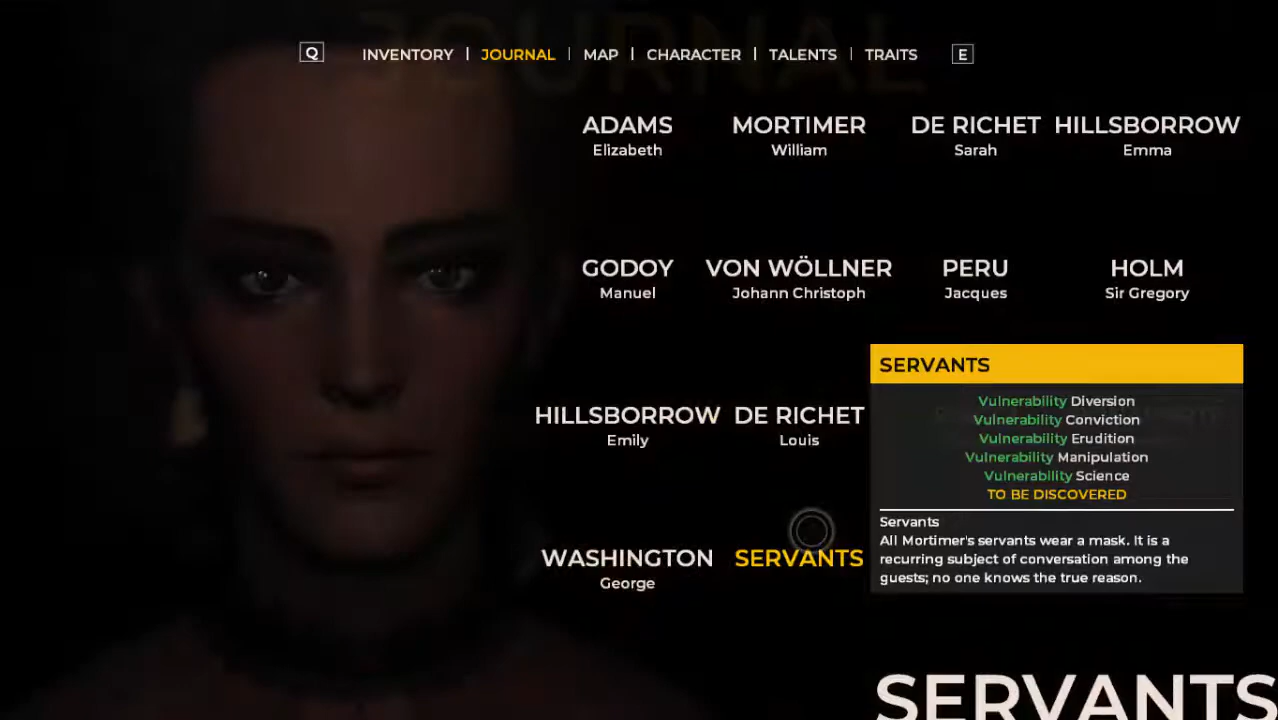 JOURNAL
Q INVENTORY | JOURNAL | MAP | CHARACTER | TALENTS | TRAITS E
ADAMS MORTIMER DE RICHET HILLSBORROW
Elizabeth William Sarah Emma
GODOY VON WÖLLNER PERU HOLM
Manuel Johann Christoph Jacques Sir Gregory
HILLSBORROW DE RICHET
Emily Louis
WASHINGTON SERVANTS
George
SERVANTS
Vulnerability Diversion
Vulnerability Conviction
Vulnerability Erudition
Vulnerability Manipulation
Vulnerability Science
TO BE DISCOVERED
Servants
All Mortimer's servants wear a mask. It is a
recurring subject of conversation among the
guests; no one knows the true reason.
SERVANTS